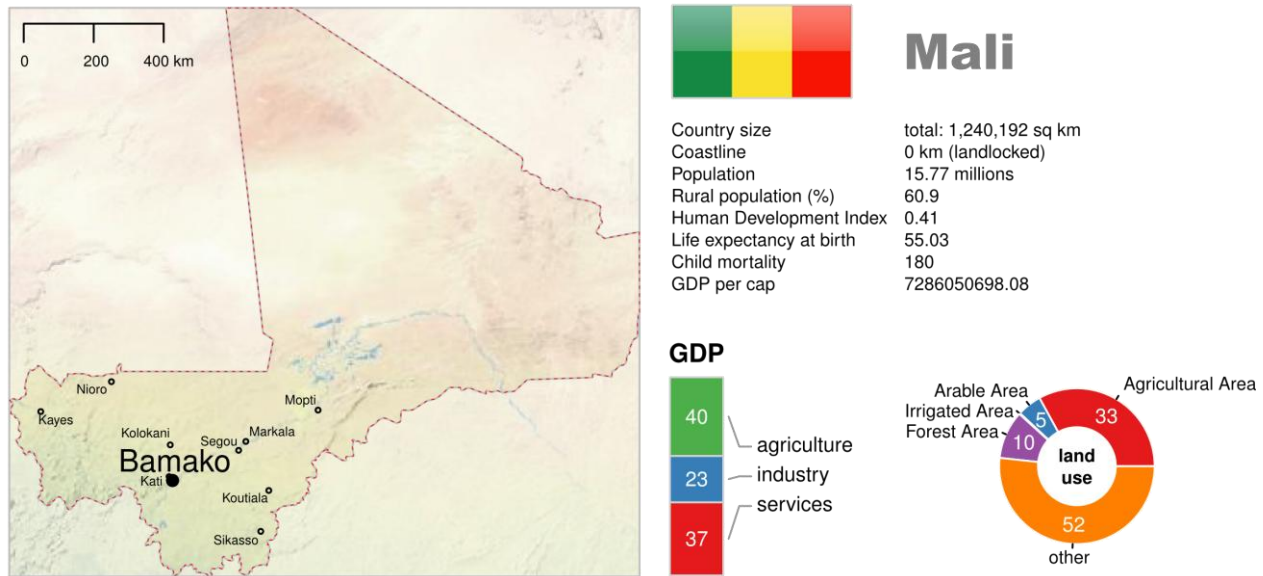 0 200 400 km
Nioro
Kayes
Mopti
Kolokani
Markala
Segou
Bamako
Kati
Koutiala
Sikasso
Mali
Country size total: 1,240,192 sq km
Coastline 0 km (landlocked)
Population 15.77 millions
Rural population (%) 60.9
Human Development Index 0.41
Life expectancy at birth 55.03
Child mortality 180
GDP per cap 7286050698.08
GDP
40
agriculture
23
industry
services
37
Arable Area
Agricultural Area
Irrigated Area
5
33
Forest Area
10
land
use
52
other